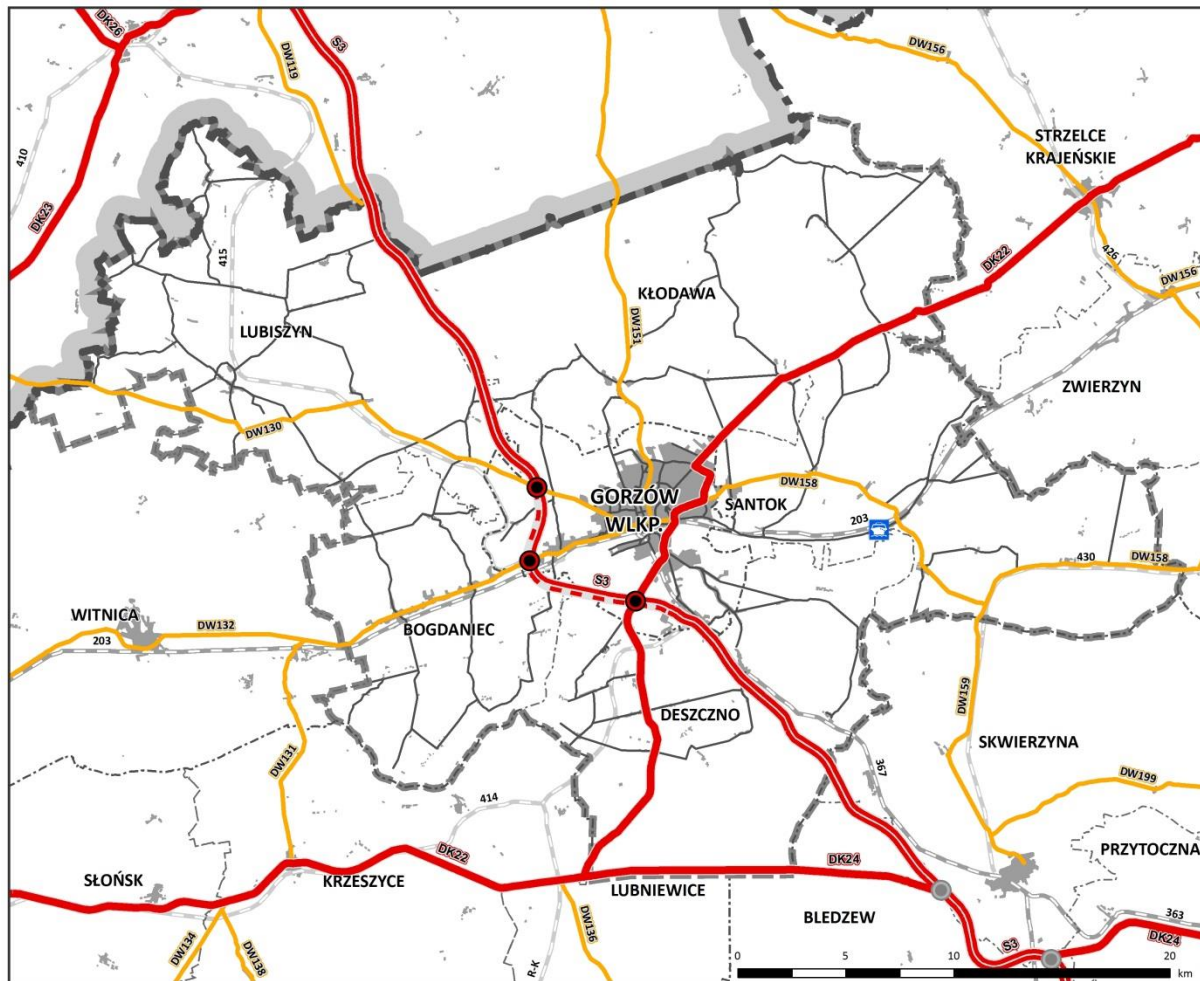 DK26
S3
DW119
DW156
410
STRZELCE
KRAJEŃSKIE
DK23
415
DK22
426
DW156
KŁODAWA
LUBISZYN
DW151
ZWIERZYN
DW130
GORZÓW
WLKP.
SANTOK
DW158
203
430
DW158
S3
WITNICA
203
DW132
BOGDANIEC
DW159
DESZCZNO
SKWIERZYNA
DW131
367
DW199
414
PRZYTOCZNA
DK22
DK24
SŁOŃSK
KRZESZYCE
LUBNIEWICE
BLEDZEW
363
DK24
DW134
DW138
DW136
R-K
S3
0
5
10
20
km